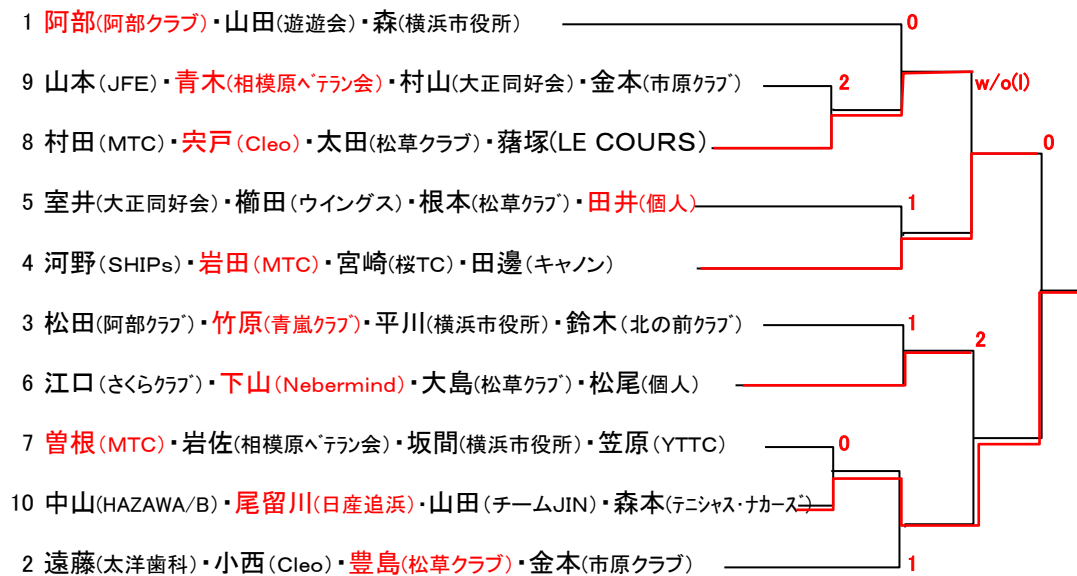 1 阿部(阿部クラブ)・山田(遊遊会)・森(横浜市役所) 0
9 山本(JFE)・青木(相模原ベテラン会)・村山(大正同好会)・金本(市原クラブ) 2 w/o(l)
8 村田(MTC)・宍戸(Cleo)・太田(松草クラブ)・蕏塚(LE COURS) 0
5 室井(大正同好会)・櫛田(ウイングス)・根本(松草クラブ)・田井(個人) 1
4 河野(SHIPs)・岩田(MTC)・宮崎(桜TC)・田邊(キャノン)
3 松田(阿部クラブ)・竹原(青嵐クラブ)・平川(横浜市役所)・鈴木(北の前クラブ) 1 2
6 江口(さくらクラブ)・下山(Nebermind)・大島(松草クラブ)・松尾(個人)
7 曽根(MTC)・岩佐(相模原ベテラン会)・坂間(横浜市役所)・笠原(YTTC) 0
10 中山(HAZAWA/B)・尾留川(日産追浜)・山田(チームJIN)・森本(テニシャス・ナカーズ)
2 遠藤(太洋歯科)・小西(Cleo)・豊島(松草クラブ)・金本(市原クラブ) 1